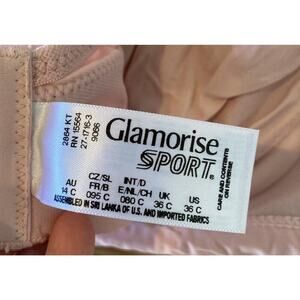 2864 KT
RN 15564
27-1716-3
9066
Glamorise
SPORT®
CARE AND CONTENTS
ON REVERSE
AU CZ/SL INT/D UK US
14 C FR/B E/NL/CH 36 C 36 C
095 C 080 C
ASSEMBLED IN SRI LANKA OF U.S. AND IMPORTED FABRICS